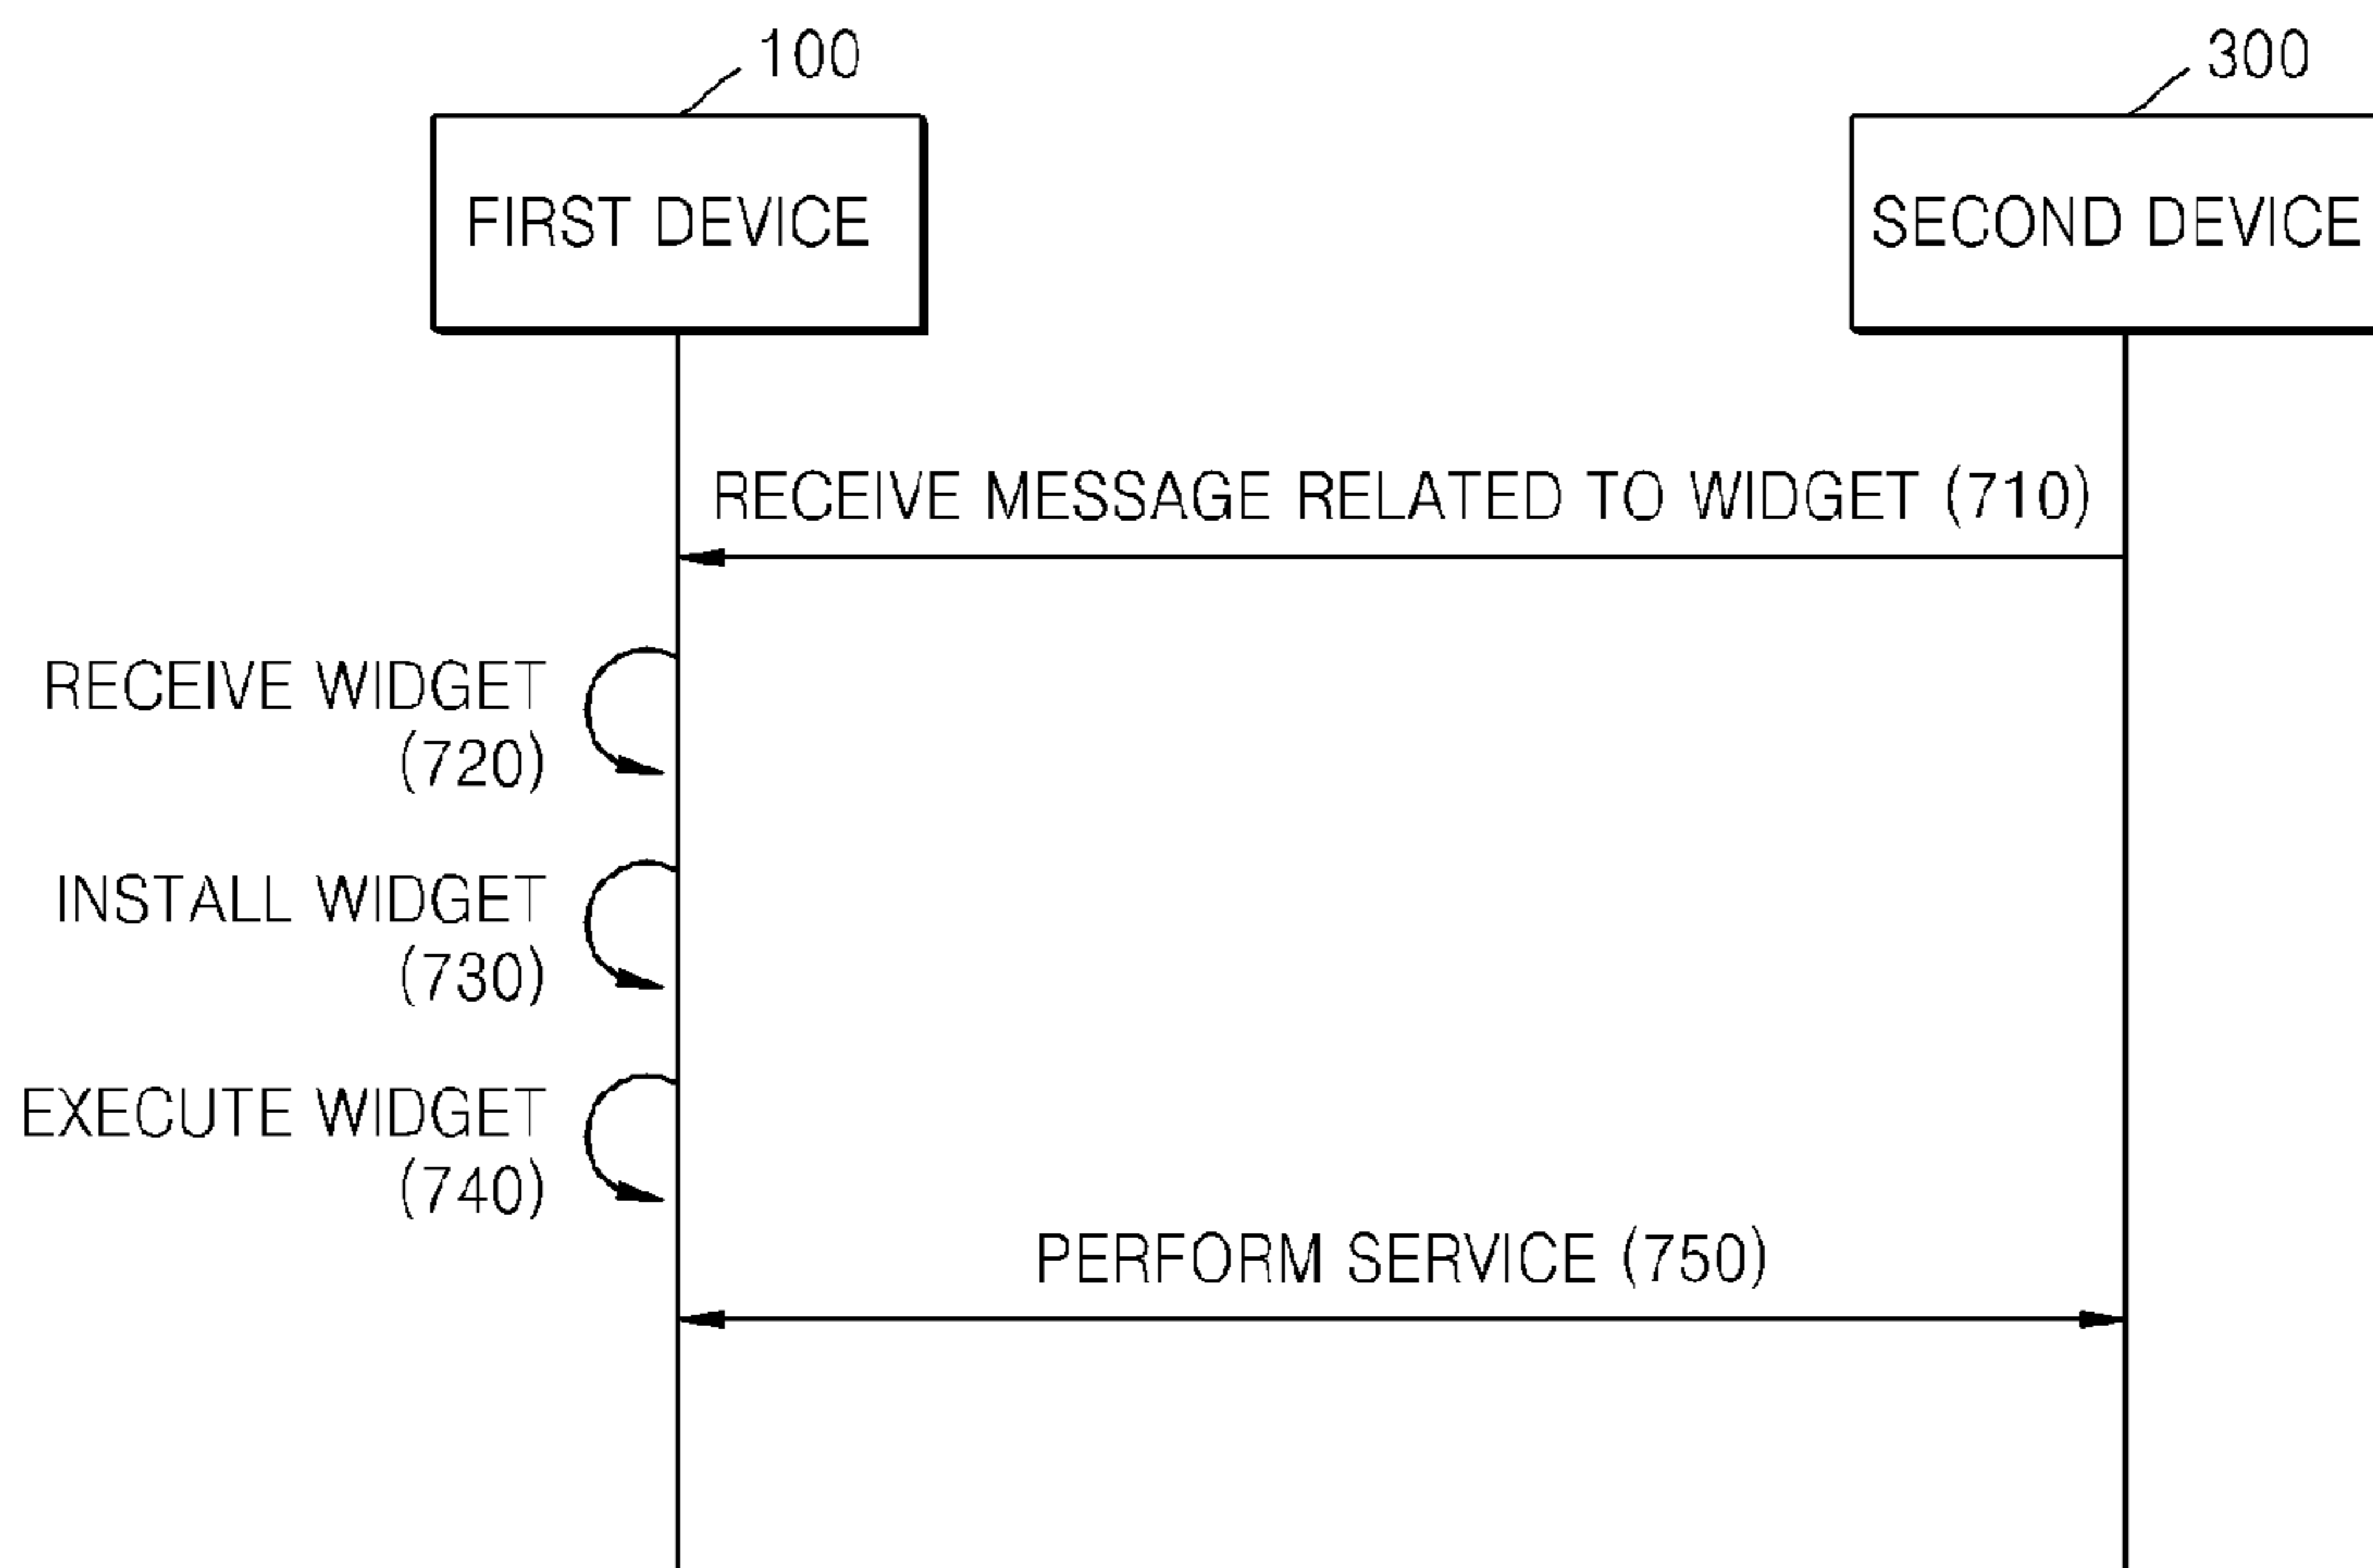 100
300
FIRST DEVICE
SECOND DEVICE
RECEIVE MESSAGE RELATED TO WIDGET (710)
RECEIVE WIDGET
(720)
INSTALL WIDGET
(730)
EXECUTE WIDGET
(740)
PERFORM SERVICE (750)